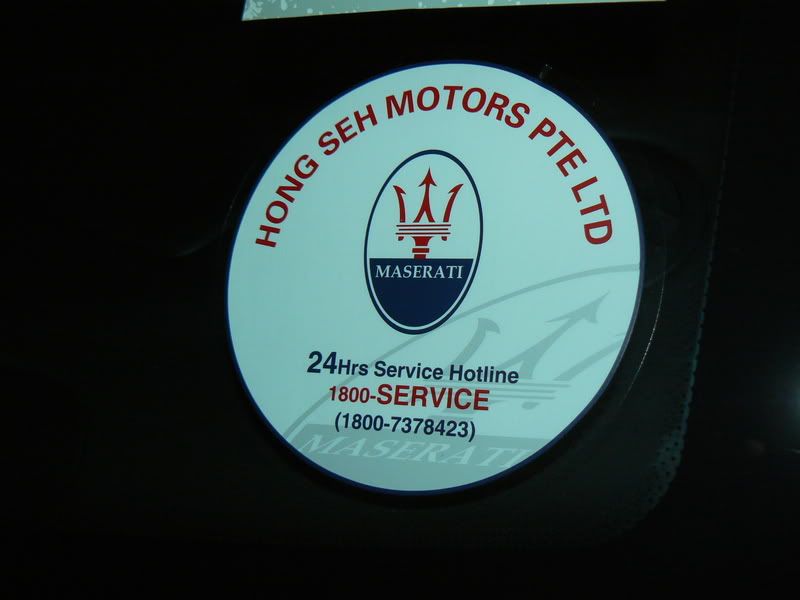 HONG SEH MOTORS PTE LTD
MASERATI
24Hrs Service Hotline
1800-SERVICE
(1800-7378423)
MASERATI